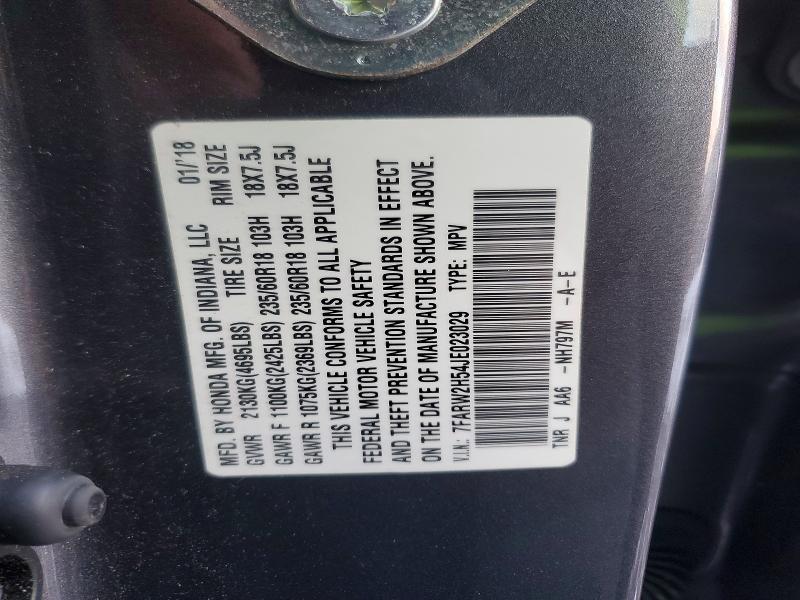 MFD. BY HONDA MFG. OF INDIANA, LLC 01/'18
GVWR 2130KG(4695LBS) TIRE SIZE RIM SIZE
GAWR F 1100KG(2425LBS) 235/60R18 103H 18X7.5J
GAWR R 1075KG(2369LBS) 235/60R18 103H 18X7.5J
THIS VEHICLE CONFORMS TO ALL APPLICABLE
FEDERAL MOTOR VEHICLE SAFETY
AND THEFT PREVENTION STANDARDS IN EFFECT
ON THE DATE OF MANUFACTURE SHOWN ABOVE.
V.I.N.: 7FARW2H54JE023029 TYPE: MPV
TNR J AA6 -NH797M -A-E